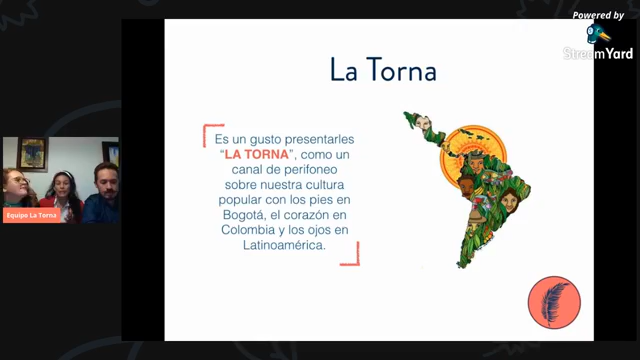 Powered by
StreamYard
La Torna
Es un gusto presentarles
“LA TORNA”, como un
canal de perifoneo
sobre nuestra cultura
popular con los pies en
Bogotá, el corazón en
Colombia y los ojos en
Latinoamérica.
Equipo La Torna